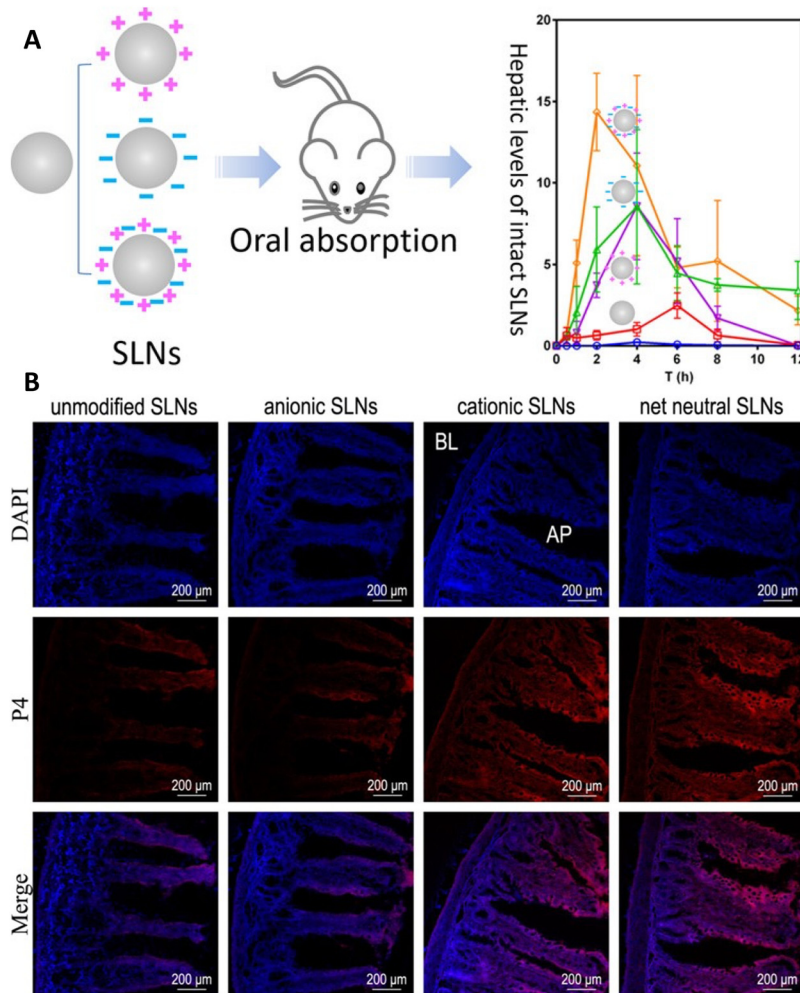 A
SLNs
Oral absorption
Hepatic levels of intact SLNs
20
15
10
5
0
0 2 4 6 8 10 12
T (h)
B
unmodified SLNs anionic SLNs cationic SLNs net neutral SLNs
DAPI
BL
AP
200 μm 200 μm 200 μm 200 μm
P4
200 μm 200 μm 200 μm 200 μm
Merge
200 μm 200 μm 200 μm 200 μm